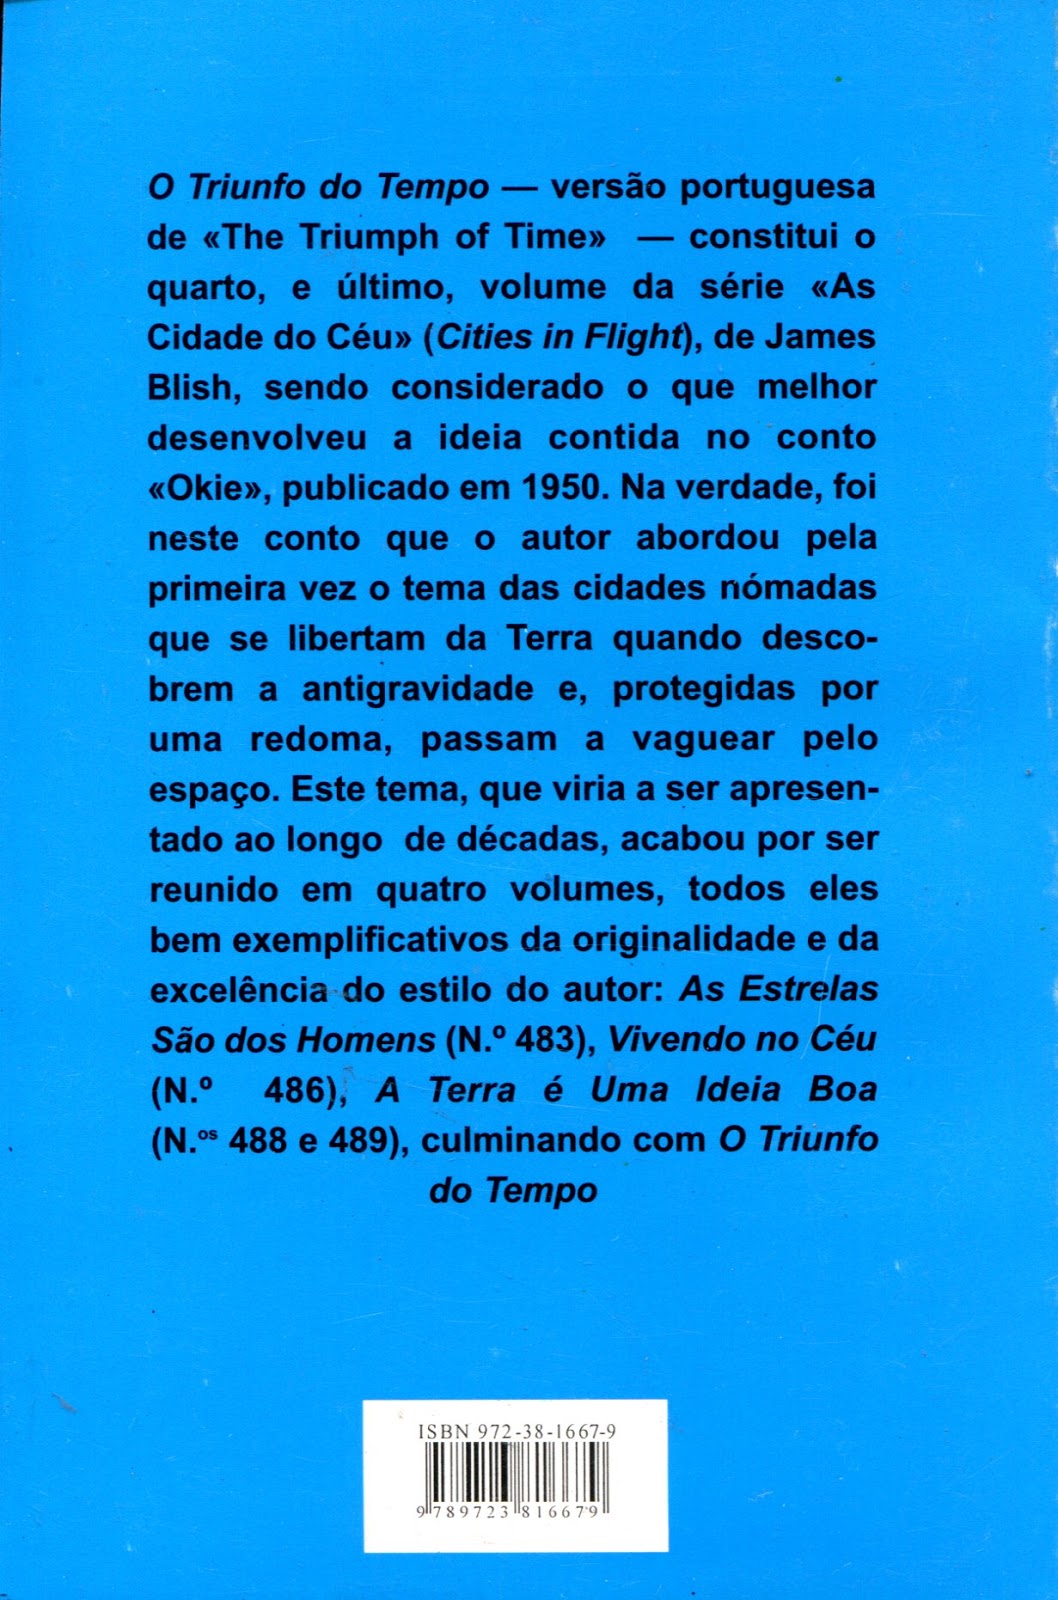 O Triunfo do Tempo — versão portuguesa
de «The Triumph of Time» — constitui o
quarto, e último, volume da série «As
Cidade do Céu» (Cities in Flight), de James
Blish, sendo considerado o que melhor
desenvolveu a ideia contida no conto
«Okie», publicado em 1950. Na verdade, foi
neste conto que o autor abordou pela
primeira vez o tema das cidades nómadas
que se libertam da Terra quando desco-
brem a antigravidade e, protegidas por
uma redoma, passam a vaguear pelo
espaço. Este tema, que viria a ser apresen-
tado ao longo de décadas, acabou por ser
reunido em quatro volumes, todos eles
bem exemplificativos da originalidade e da
excelência do estilo do autor: As Estrelas
São dos Homens (N.º 483), Vivendo no Céu
(N.º 486), A Terra é Uma Ideia Boa
(N.os 488 e 489), culminando com O Triunfo
do Tempo
ISBN 972-38-1667-9
9 789723 816679